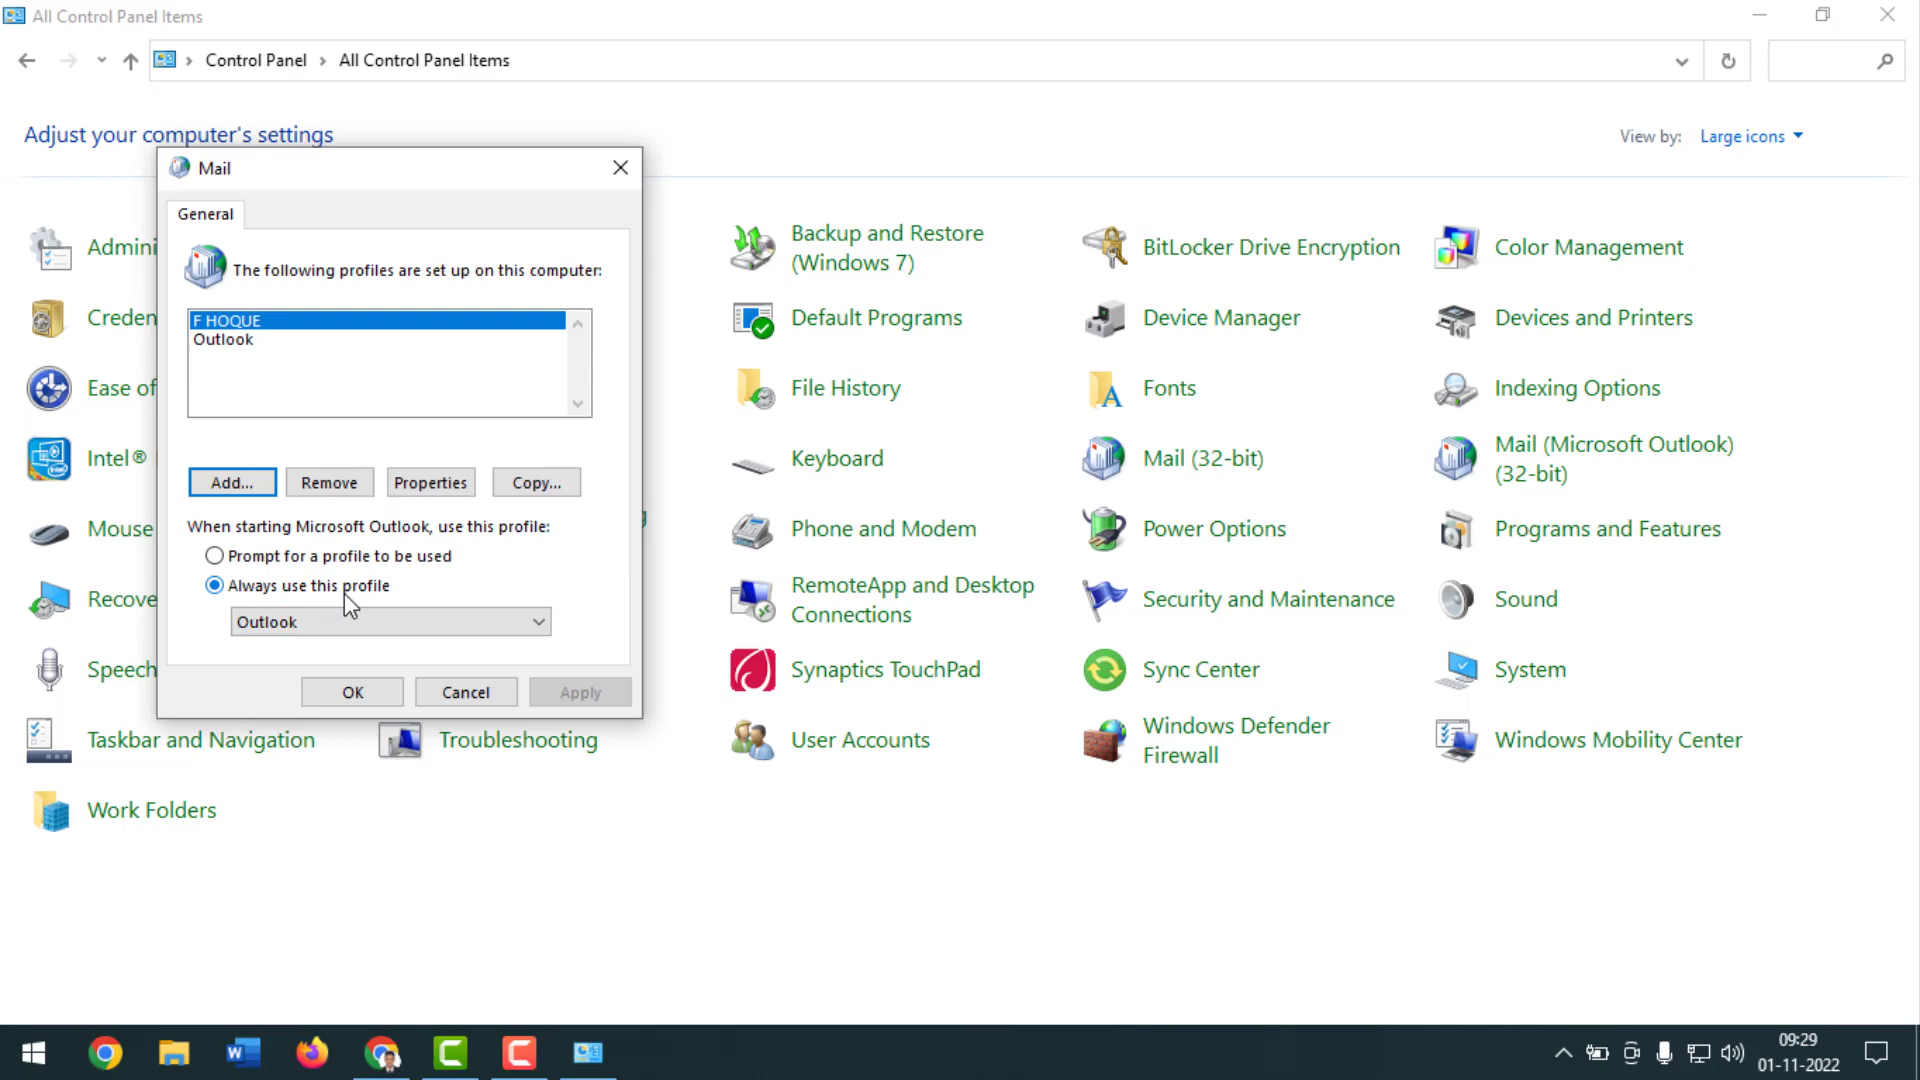 All Control Panel Items
Control Panel
All Control Panel Items
Adjust your computer's settings
View by:
Large icons
Mail
General
The following profiles are set up on this computer:
F HOQUE
Outlook
Add...
Remove
Properties
Copy...
When starting Microsoft Outlook, use this profile:
Prompt for a profile to be used
Always use this profile
Outlook
OK
Cancel
Apply
Admini
Backup and Restore
(Windows 7)
BitLocker Drive Encryption
Color Management
Creden
Default Programs
Device Manager
Devices and Printers
Ease of
File History
Fonts
Indexing Options
Intel®
Keyboard
Mail (32-bit)
Mail (Microsoft Outlook)
(32-bit)
Mouse
Phone and Modem
Power Options
Programs and Features
Recove
RemoteApp and Desktop
Connections
Security and Maintenance
Sound
Speech
Synaptics TouchPad
Sync Center
System
Taskbar and Navigation
Troubleshooting
User Accounts
Windows Defender
Firewall
Windows Mobility Center
Work Folders
09:29
01-11-2022